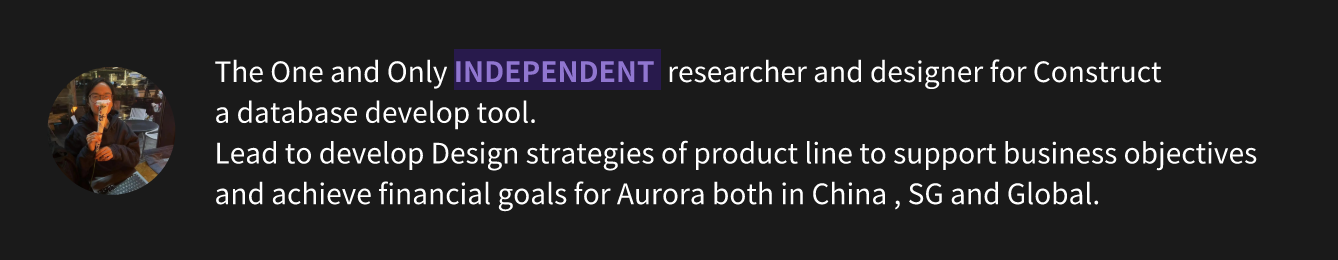 The One and Only INDEPENDENT researcher and designer for Construct
a database develop tool.
Lead to develop Design strategies of product line to support business objectives
and achieve financial goals for Aurora both in China , SG and Global.